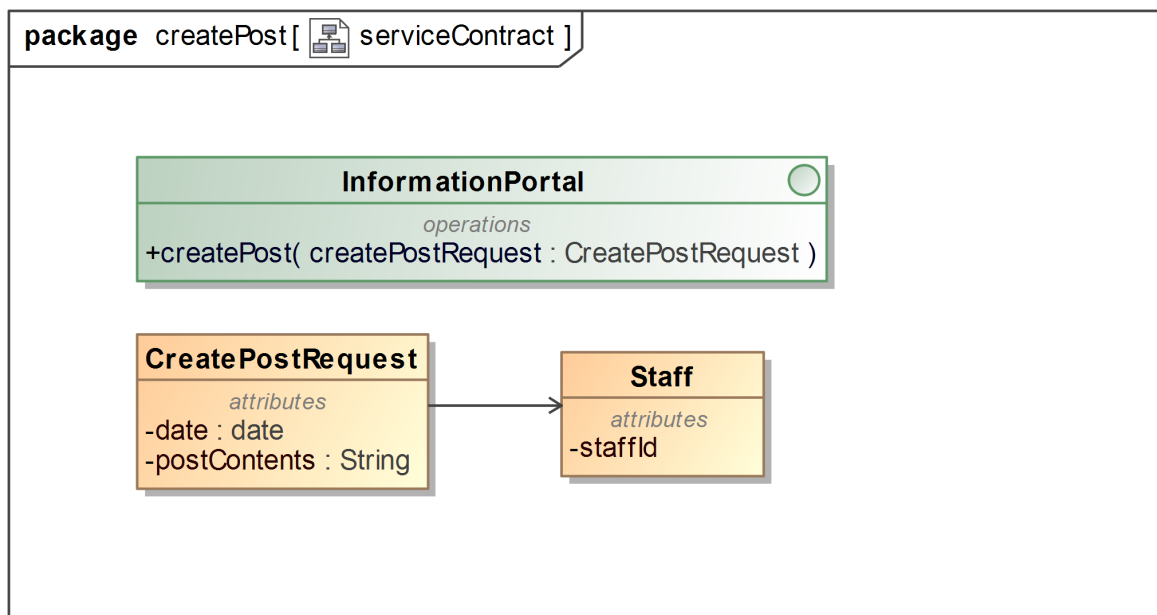 package createPost[ serviceContract ]
InformationPortal
operations
+createPost( createPostRequest : CreatePostRequest )
CreatePostRequest
attributes
-date : date
-postContents : String
Staff
attributes
-staffId